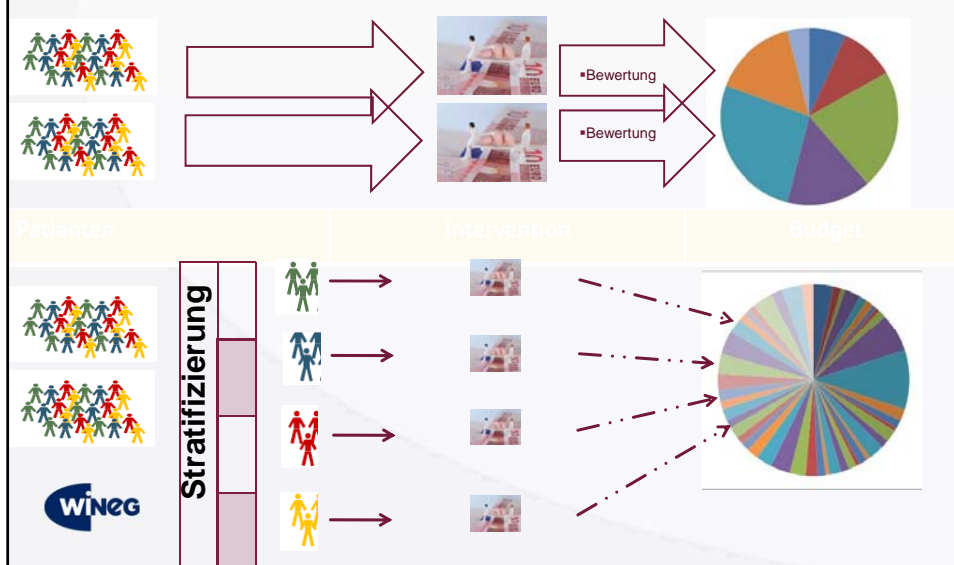 ▪Bewertung
▪Bewertung
Patienten Intervention Budget
Stratifizierung
WiNeG